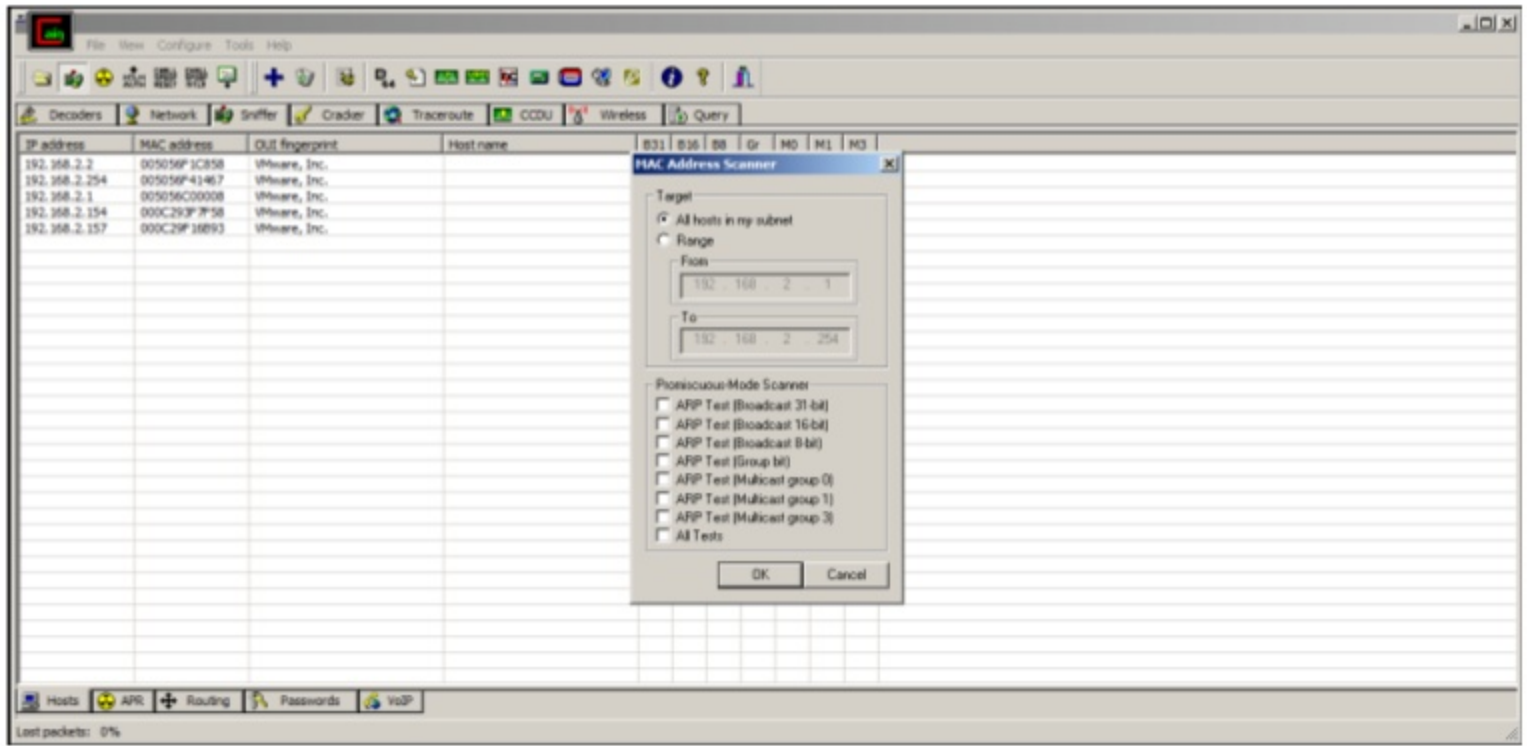 Cain
File View Configure Tools Help
Decoders Network Sniffer Cracker Traceroute CCDU Wireless Query
IP address MAC address OUI fingerprint Host name B31 B16 B8 Gr M0 M1 M3
192.168.2.2 005056F1C858 VMware, Inc.
192.168.2.254 005056F41467 VMware, Inc.
192.168.2.1 005056C00008 VMware, Inc.
192.168.2.154 000C293F7F58 VMware, Inc.
192.168.2.157 000C29F16B93 VMware, Inc.
MAC Address Scanner
Target
All hosts in my subnet
Range
From
192 . 168 . 2 . 1
To
192 . 168 . 2 . 254
Promiscuous-Mode Scanner
ARP Test (Broadcast 31-bit)
ARP Test (Broadcast 16-bit)
ARP Test (Broadcast 8-bit)
ARP Test (Group bit)
ARP Test (Multicast group 0)
ARP Test (Multicast group 1)
ARP Test (Multicast group 3)
All Tests
OK Cancel
Hosts APR Routing Passwords VoIP
Lost packets: 0%